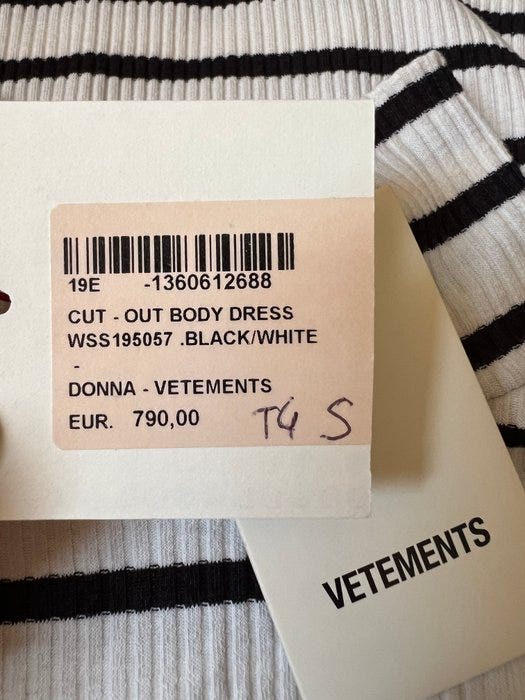 19E -1360612688
CUT - OUT BODY DRESS
WSS195057 .BLACK/WHITE
-
DONNA - VETEMENTS
EUR. 790,00
T4 S
VETEMENTS